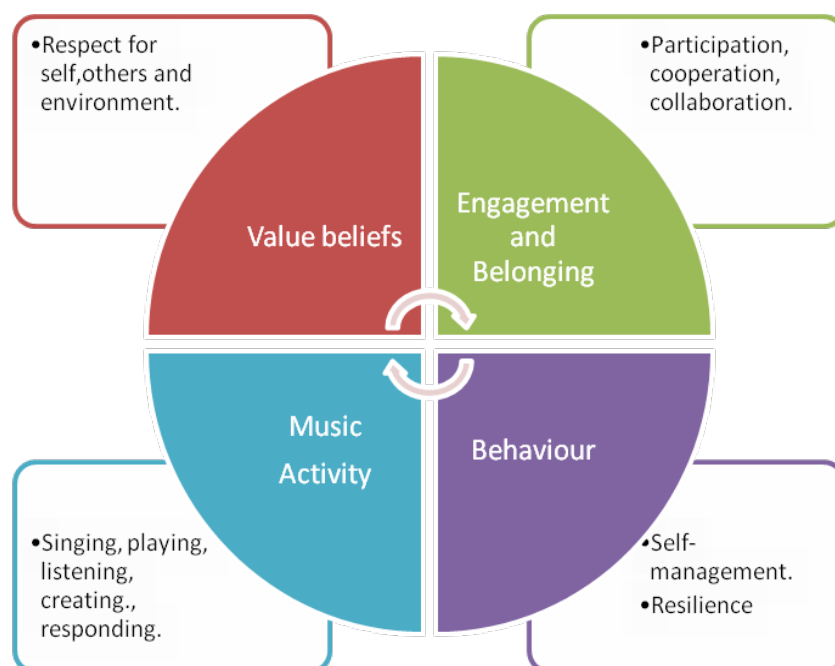 •Respect for
self,others and
environment.
•Participation,
cooperation,
collaboration.
Value beliefs
Engagement
and
Belonging
Music
Activity
Behaviour
•Singing, playing,
listening,
creating.,
responding.
•Self-
management.
•Resilience